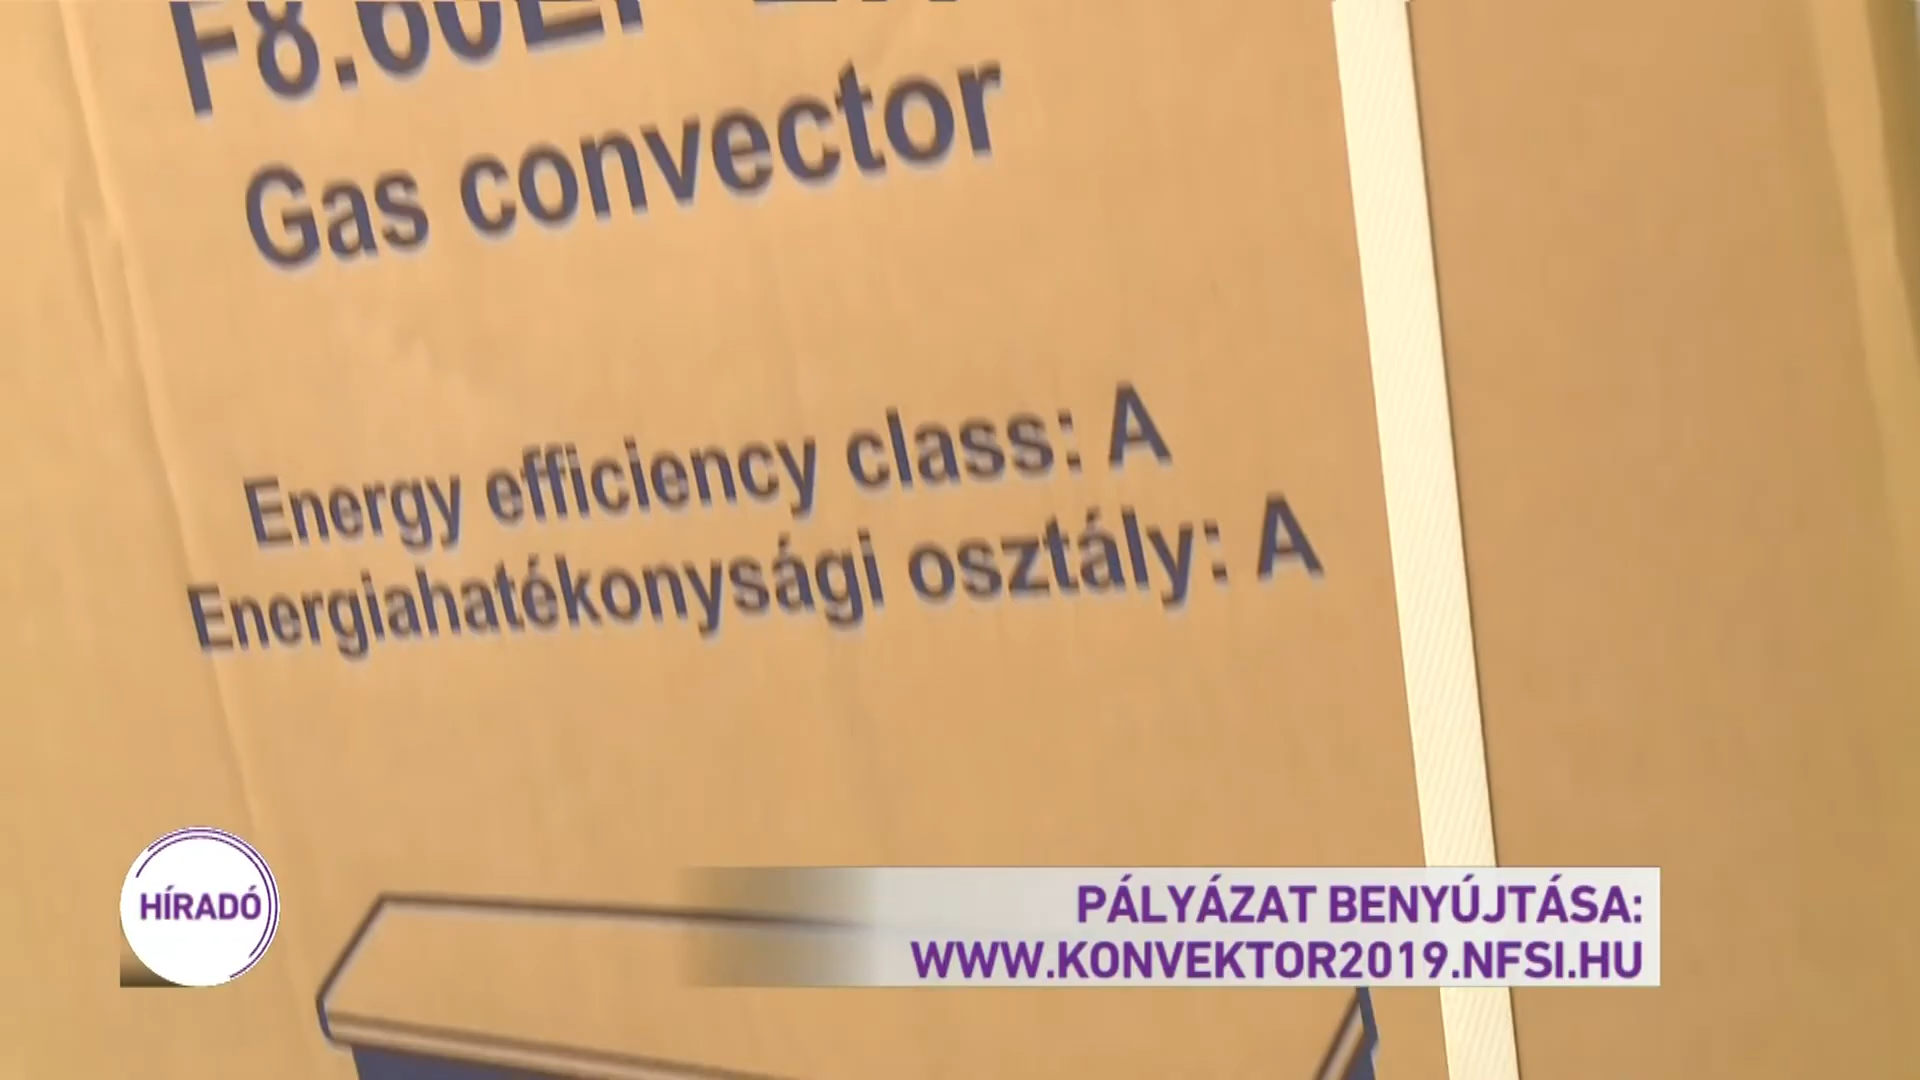 Gas convector
Energy efficiency class: A
Energiahatékonysági osztály: A
HÍRADÓ
PÁLYÁZAT BENYÚJTÁSA:
WWW.KONVEKTOR2019.NFSI.HU